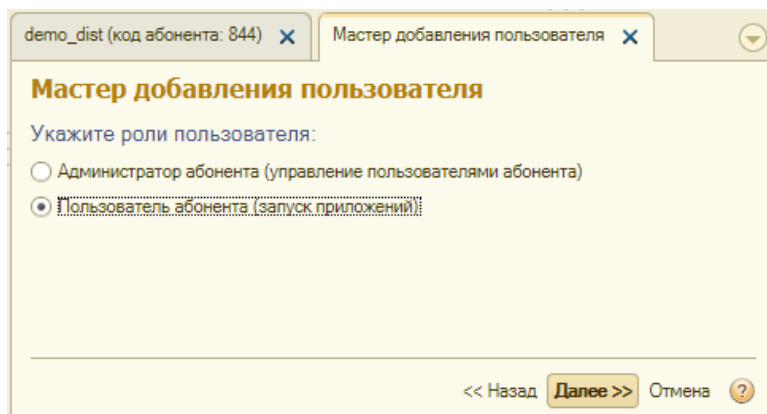 demo_dist (код абонента: 844) Мастер добавления пользователя
Мастер добавления пользователя
Укажите роли пользователя:
Администратор абонента (управление пользователями абонента)
Пользователь абонента (запуск приложений)
<< Назад Далее >> Отмена ?